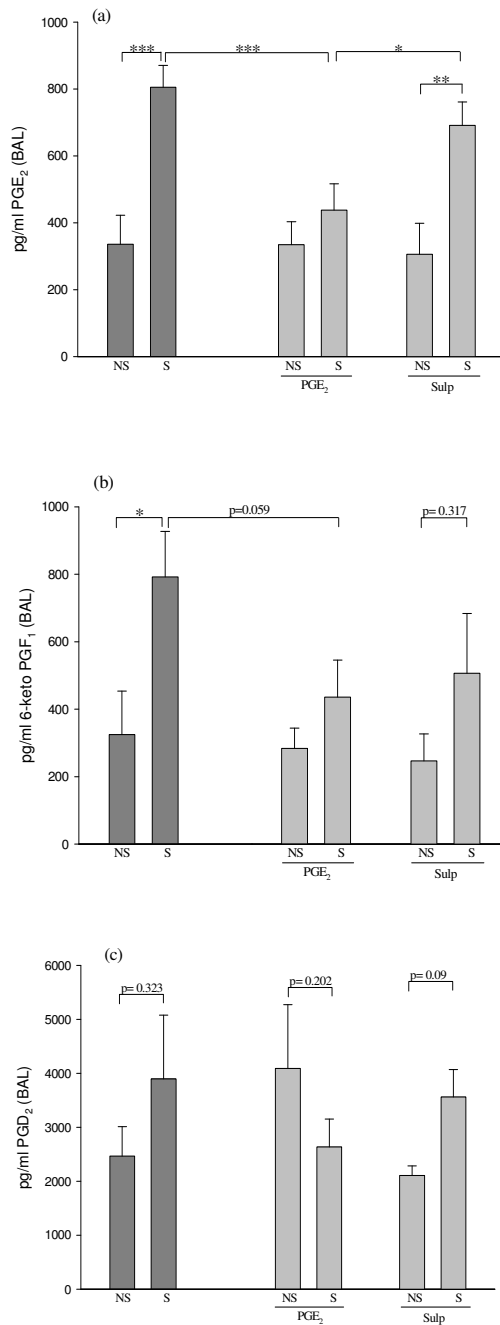 (a)
pg/ml PGE₂ (BAL)
1000
800
600
400
200
0
*** *** *
**
NS S NS S NS S
PGE₂ Sulp
(b)
pg/ml 6-keto PGF₁ (BAL)
1000
800
600
400
200
0
* p=0.059 p= 0.317
NS S NS S NS S
PGE₂ Sulp
(c)
pg/ml PGD₂ (BAL)
6000
5000
4000
3000
2000
1000
0
p= 0.323 p= 0.202 p= 0.09
NS S NS S NS S
PGE₂ Sulp